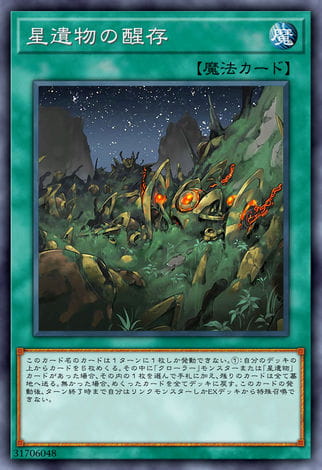 星遺物の醒存
魔
【魔法カード】
このカード名のカードは1ターンに1枚しか発動できない。①:自分のデッキの
上からカードを5枚めくる。その中に「クローラー」モンスターまたは「星遺物」
カードがあった場合、その内の1枚を選んで手札に加え、残りのカードは全て墓
地へ送る。無かった場合、めくったカードを全てデッキに戻す。このカードの発
動後、ターン終了時まで自分はリンクモンスターしかEXデッキから特殊召喚で
きない。
31706048